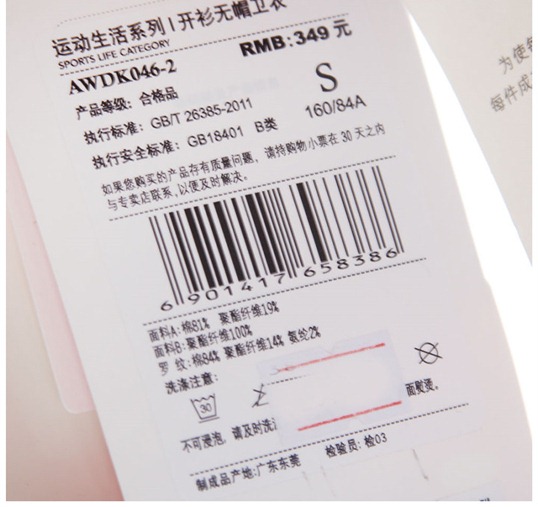 运动生活系列 | 开衫无帽卫衣
SPORTS LIFE CATEGORY
RMB: 349 元
AWDK046-2
产品等级: 合格品
S
执行标准: GB/T 26385-2011
160/84A
执行安全标准: GB18401 B类
如果您购买的产品存有质量问题, 请持购物小票在 30 天之内
与专卖店联系, 以便及时解决。
6 901417 658386
面料A: 棉81% 聚酯纤维19%
面料B: 聚酯纤维100%
罗 纹: 棉84% 聚酯纤维14% 氨纶2%
洗涤注意:
30
不可浸泡 请及时洗
面熨烫。
制成品产地: 广东东莞 检验员: 检03
为使
每件成